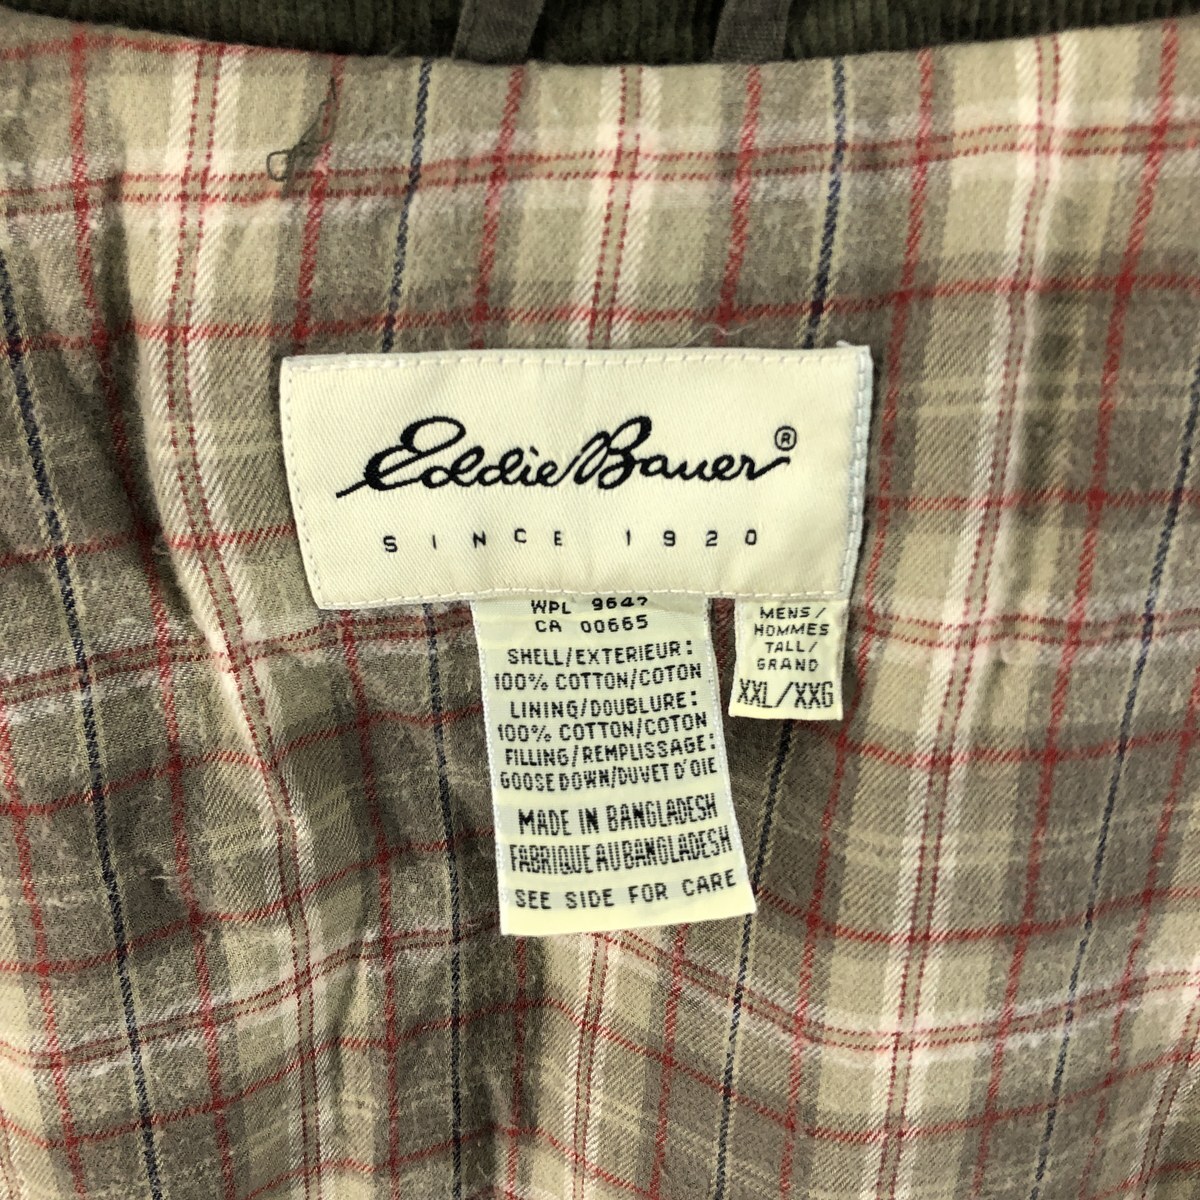 Eddie Bauer®
SINCE 1920
WPL 9647
CA 00665
SHELL/EXTERIEUR:
100% COTTON/COTON
LINING/DOUBLURE:
100% COTTON/COTON
FILLING/REMPLISSAGE:
GOOSE DOWN/DUVET D'OIE
MADE IN BANGLADESH
FABRIQUE AU BANGLADESH
SEE SIDE FOR CARE
MENS/
HOMMES
TALL/
GRAND
XXL/XXG